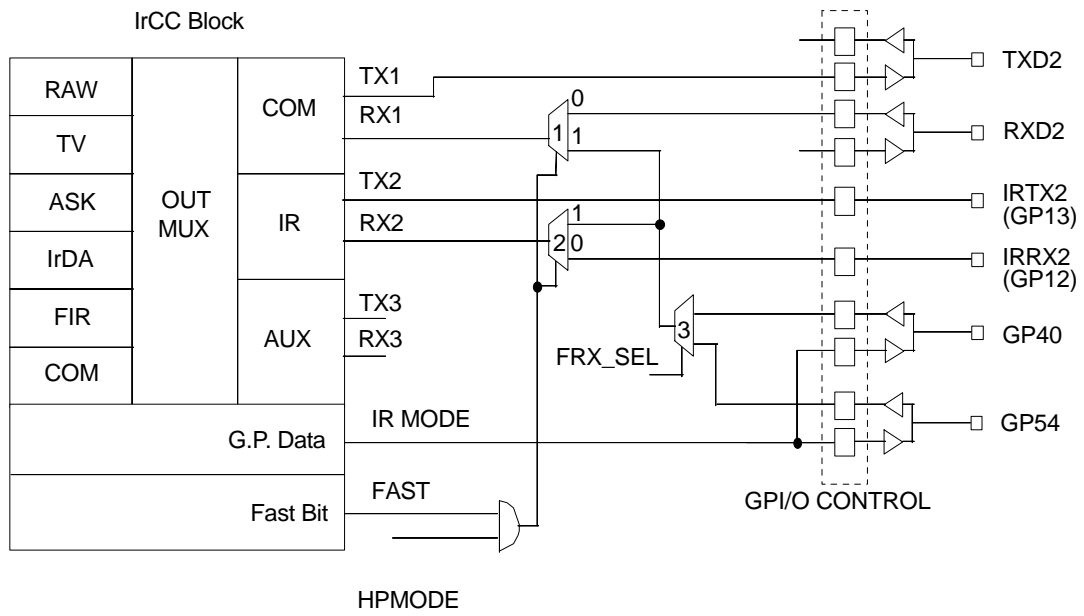 IrCC Block
RAW
TV
ASK
IrDA
FIR
COM
OUT
MUX
COM
IR
AUX
G.P. Data
Fast Bit
TX1
RX1
TX2
RX2
TX3
RX3
IR MODE
FAST
HPMODE
0
1
1
1
2
0
3
FRX_SEL
GPI/O CONTROL
TXD2
RXD2
IRTX2
(GP13)
IRRX2
(GP12)
GP40
GP54